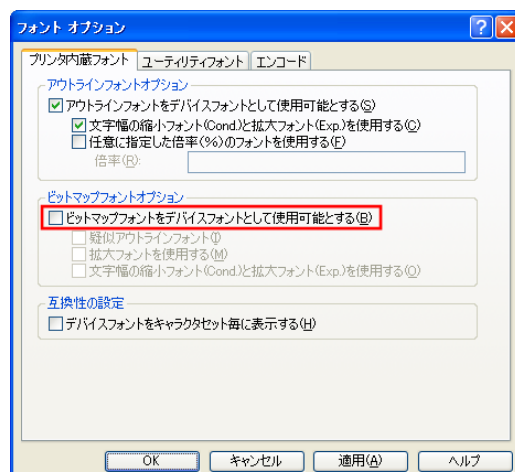 フォント オプション
プリンタ内蔵フォント ユーティリティフォント エンコード
アウトラインフォントオプション
アウトラインフォントをデバイスフォントとして使用可能とする(S)
文字幅の縮小フォント(Cond.)と拡大フォント(Exp.)を使用する(C)
任意に指定した倍率(%)のフォントを使用する(F)
倍率(R):
ビットマップフォントオプション
ビットマップフォントをデバイスフォントとして使用可能とする(B)
疑似アウトラインフォント(I)
拡大フォントを使用する(M)
文字幅の縮小フォント(Cond.)と拡大フォント(Exp.)を使用する(O)
互換性の設定
デバイスフォントをキャラクタセット毎に表示する(H)
OK キャンセル 適用(A) ヘルプ